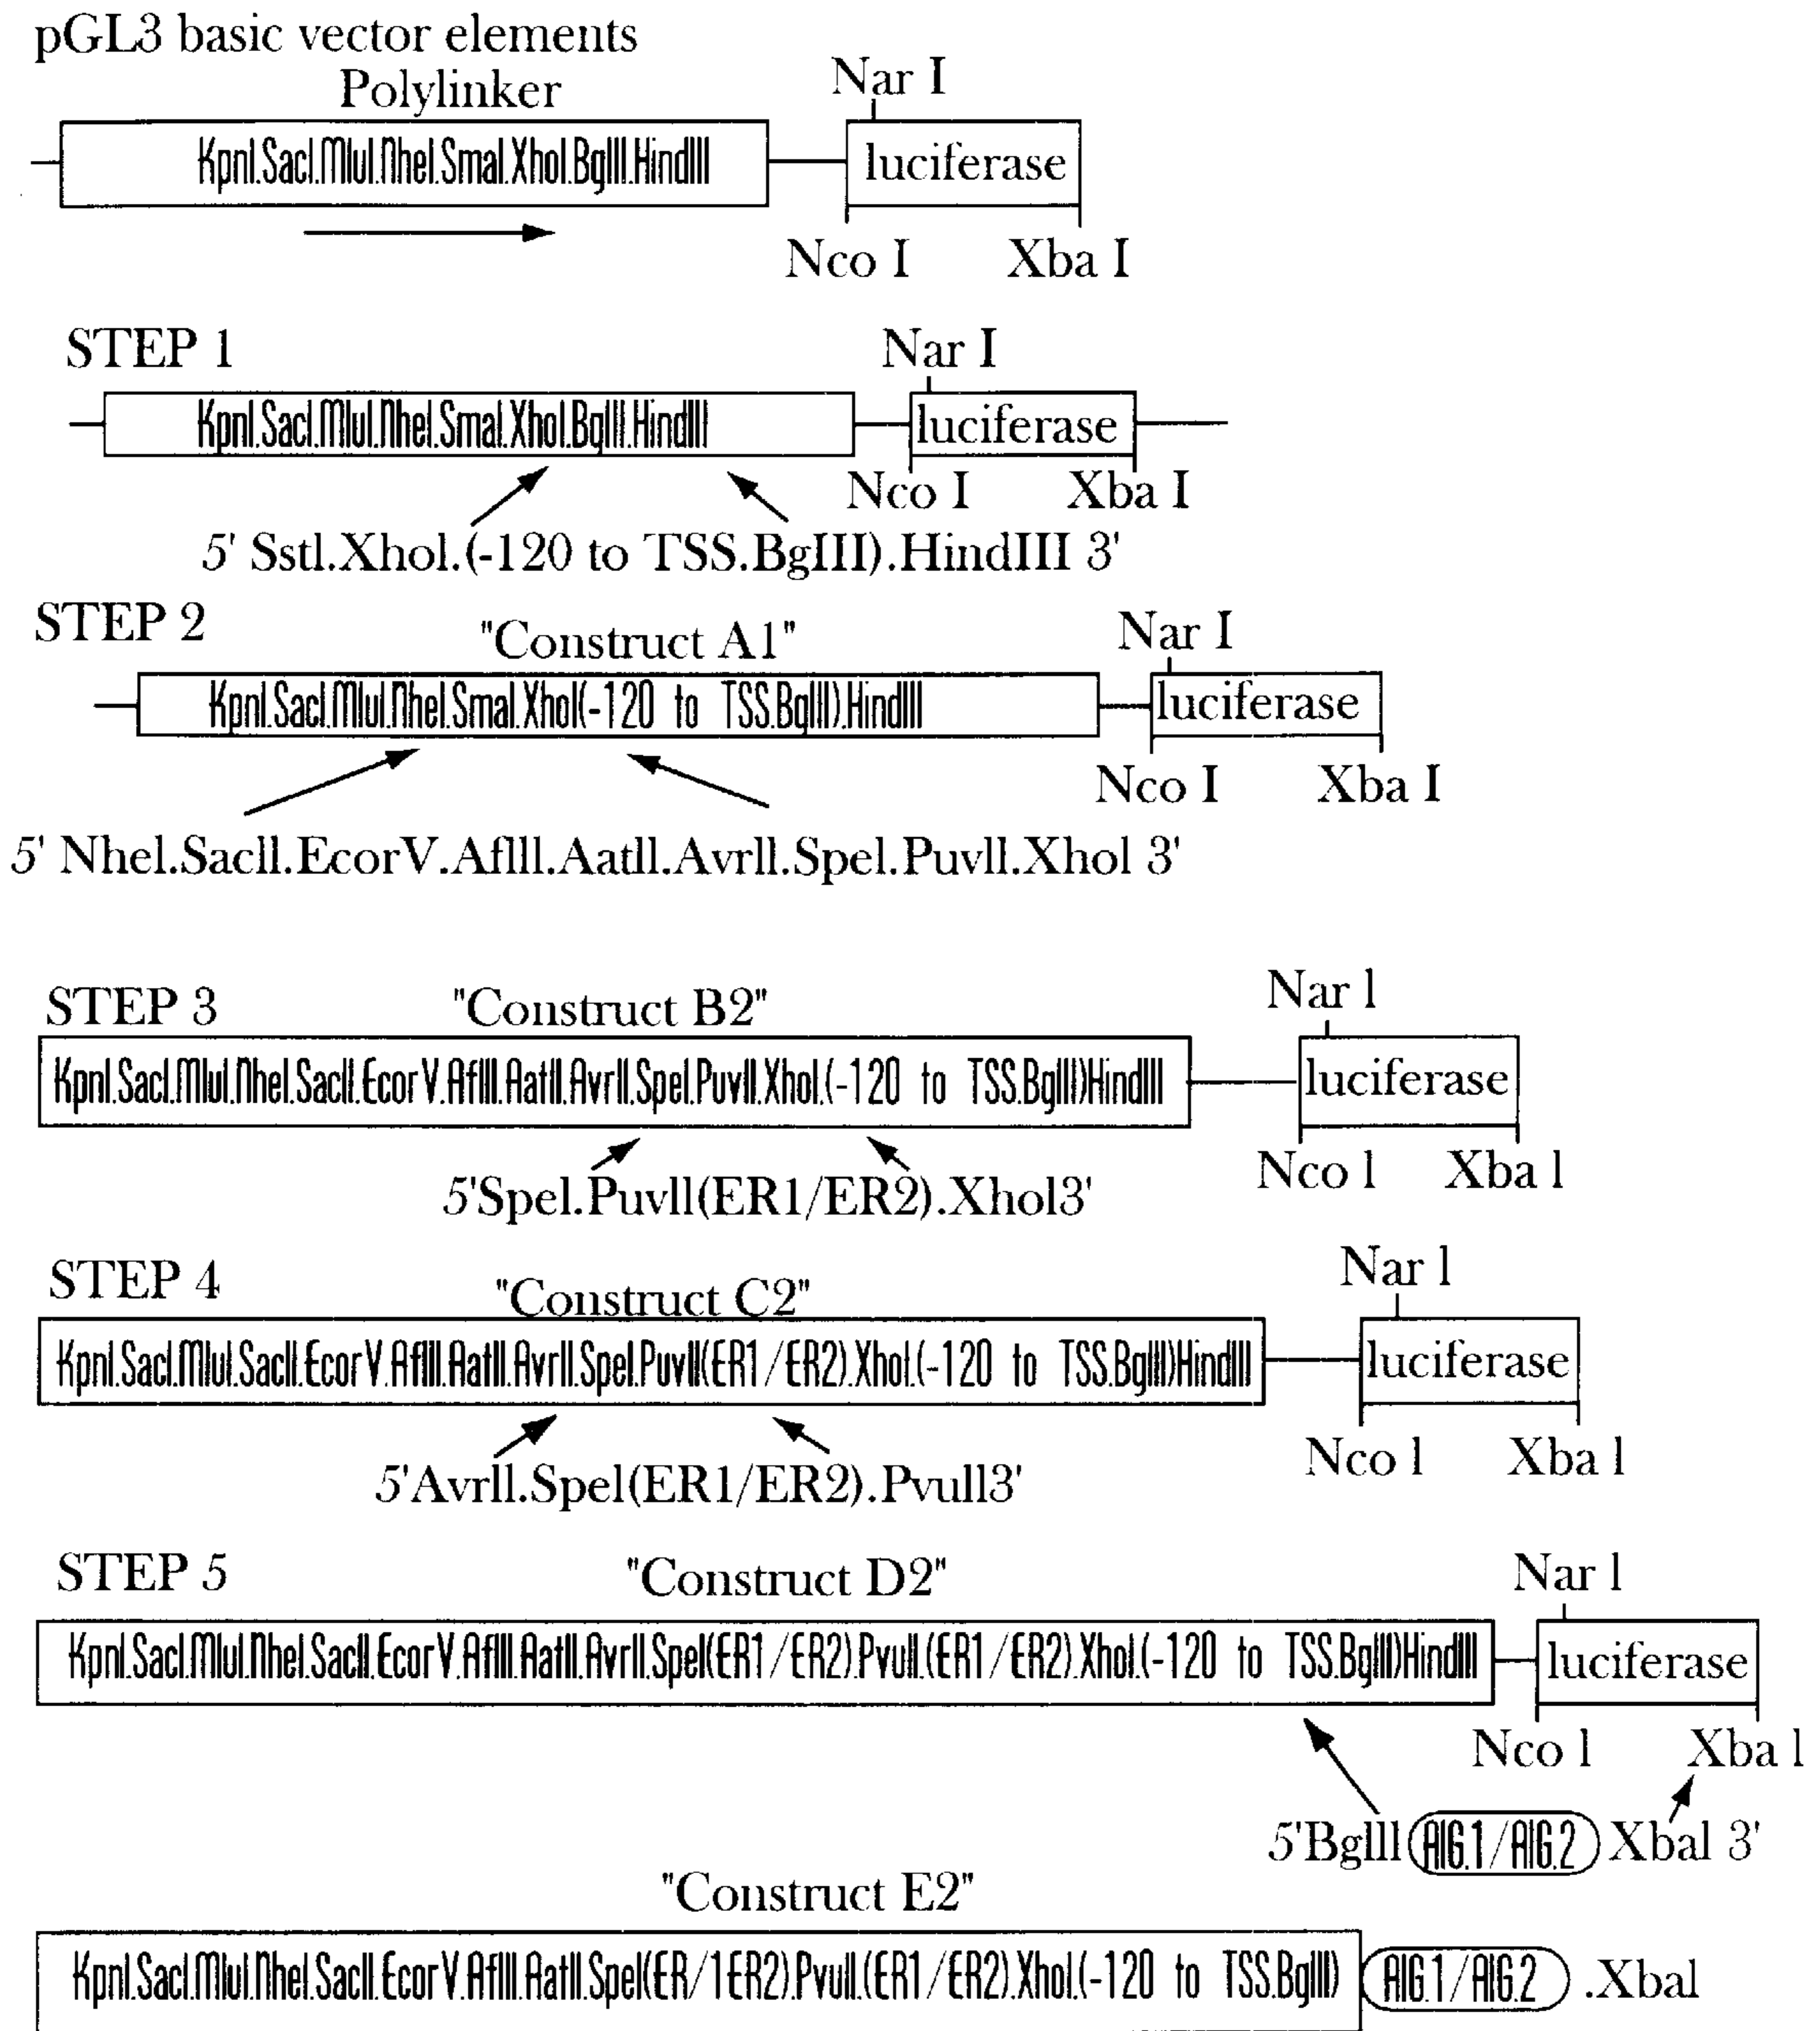 pGL3 basic vector elements
Polylinker
Nar I
KpnI.SacI.MluI.NheI.SmaI.XhoI.BglII.HindIII
luciferase
Nco I Xba I
STEP 1
Nar I
KpnI.SacI.MluI.NheI.SmaI.XhoI.BglII.HindIII
luciferase
Nco I Xba I
5' SstI.XhoI.(-120 to TSS.BgIII).HindIII 3'
STEP 2
"Construct A1"
Nar I
KpnI.SacI.MluI.NheI.SmaI.XhoI(-120 to TSS.BglII).HindIII
luciferase
Nco I Xba I
5' NheI.SacII.EcorV.AflII.AatII.AvrII.SpeI.PuvII.XhoI 3'
STEP 3
"Construct B2"
Nar l
KpnI.SacI.MluI.NheI.SacII.EcorV.AflII.AatII.AvrII.SpeI.PuvII.XhoI.(-120 to TSS.BglII)HindIII
luciferase
Nco l Xba l
5'SpeI.PuvII(ER1/ER2).XhoI3'
STEP 4
"Construct C2"
Nar l
KpnI.SacI.MluI.SacII.EcorV.AflII.AatII.AvrII.SpeI.PuvII(ER1/ER2).XhoI.(-120 to TSS.BglII)HindIII
luciferase
Nco l Xba l
5'AvrII.SpeI(ER1/ER2).PvuII3'
STEP 5
"Construct D2"
Nar l
KpnI.SacI.MluI.NheI.SacII.EcorV.AflII.AatII.AvrII.SpeI(ER1/ER2).PvuII.(ER1/ER2).XhoI.(-120 to TSS.BglII)HindIII
luciferase
Nco l Xba l
5'BglII AIG.1/AIG.2 XbaI 3'
"Construct E2"
KpnI.SacI.MluI.NheI.SacII.EcorV.AflII.AatII.SpeI(ER/1ER2).PvuII.(ER1/ER2).XhoI.(-120 to TSS.BglII) AIG.1/AIG.2 .XbaI